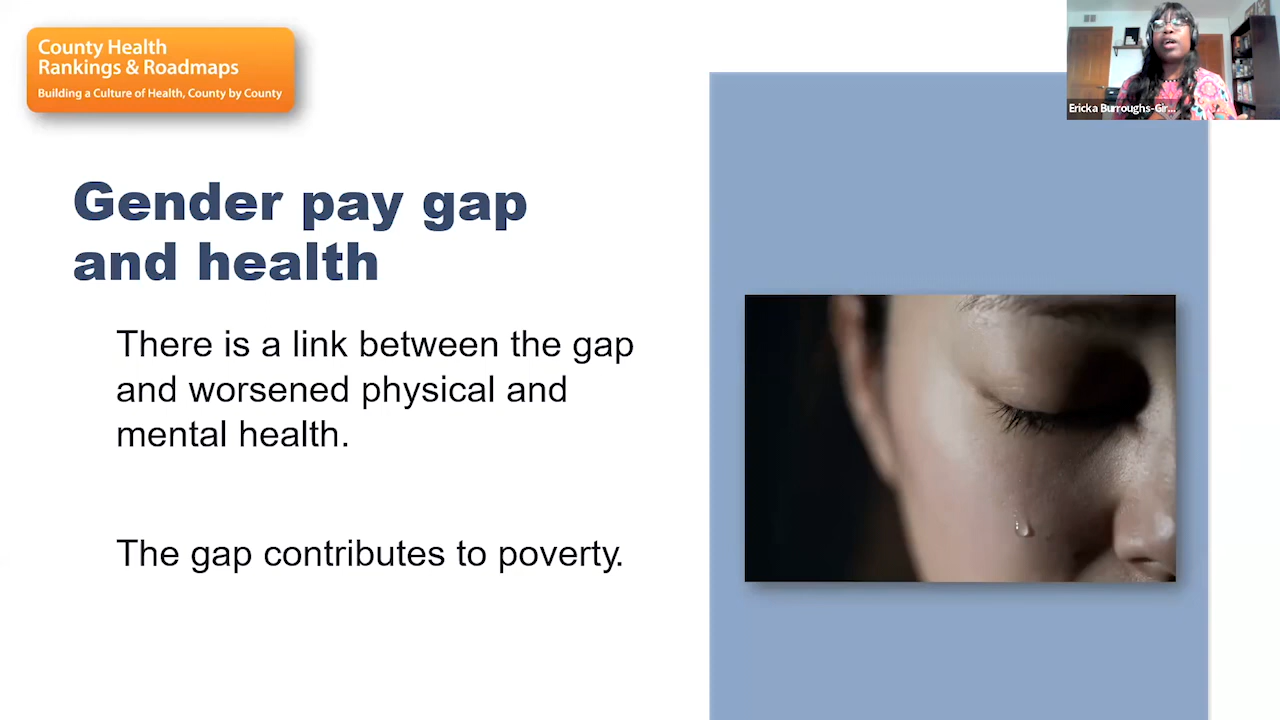 County Health
Rankings & Roadmaps
Building a Culture of Health, County by County
Ericka Burroughs-Gir...
Gender pay gap
and health
There is a link between the gap
and worsened physical and
mental health.
The gap contributes to poverty.